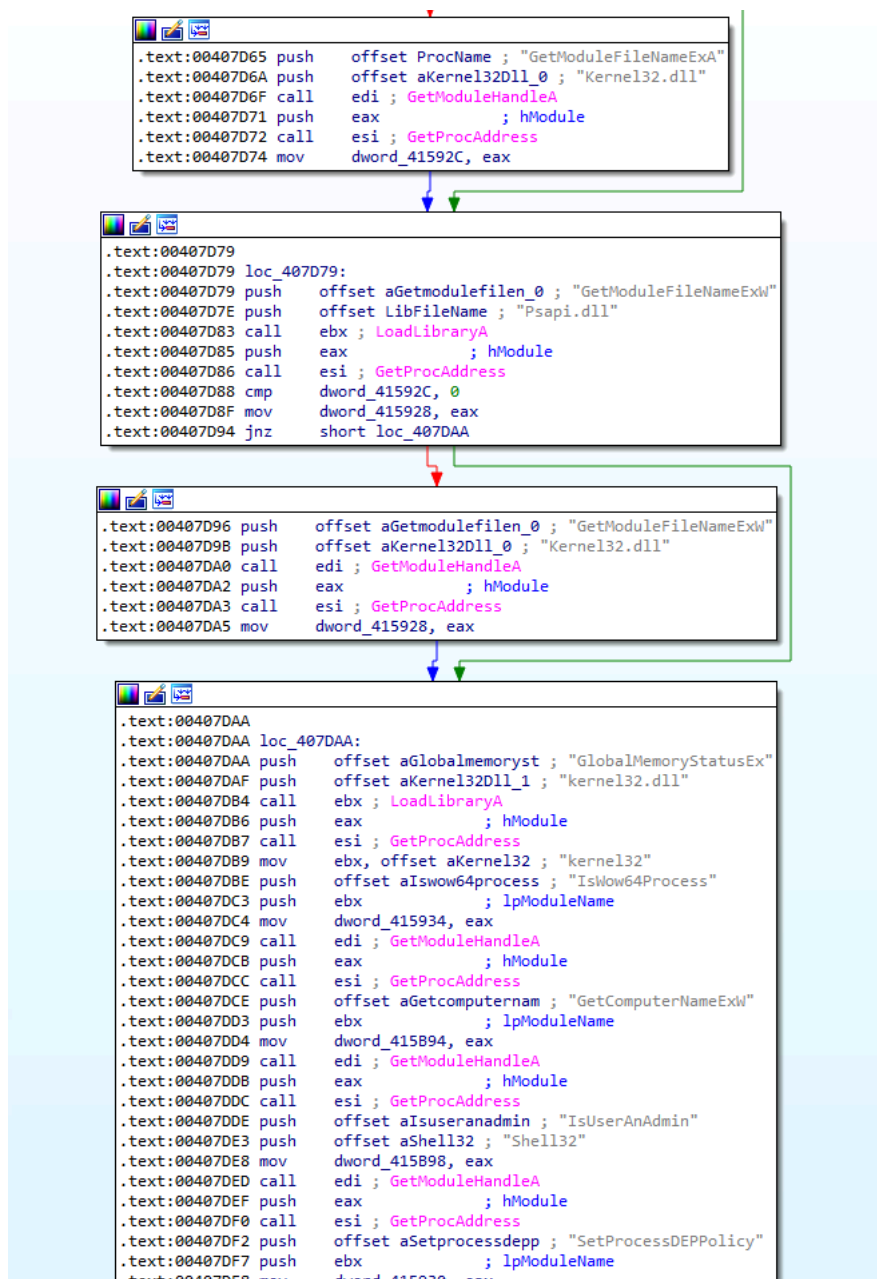 .text:00407D65 push offset ProcName ; "GetModuleFileNameExA"
.text:00407D6A push offset aKernel32Dll_0 ; "Kernel32.dll"
.text:00407D6F call edi ; GetModuleHandleA
.text:00407D71 push eax ; hModule
.text:00407D72 call esi ; GetProcAddress
.text:00407D74 mov dword_41592C, eax
.text:00407D79
.text:00407D79 loc_407D79:
.text:00407D79 push offset aGetmodulefilen_0 ; "GetModuleFileNameExW"
.text:00407D7E push offset LibFileName ; "Psapi.dll"
.text:00407D83 call ebx ; LoadLibraryA
.text:00407D85 push eax ; hModule
.text:00407D86 call esi ; GetProcAddress
.text:00407D88 cmp dword_41592C, 0
.text:00407D8F mov dword_415928, eax
.text:00407D94 jnz short loc_407DAA
.text:00407D96 push offset aGetmodulefilen_0 ; "GetModuleFileNameExW"
.text:00407D9B push offset aKernel32Dll_0 ; "Kernel32.dll"
.text:00407DA0 call edi ; GetModuleHandleA
.text:00407DA2 push eax ; hModule
.text:00407DA3 call esi ; GetProcAddress
.text:00407DA5 mov dword_415928, eax
.text:00407DAA
.text:00407DAA loc_407DAA:
.text:00407DAA push offset aGlobalmemoryst ; "GlobalMemoryStatusEx"
.text:00407DAF push offset aKernel32Dll_1 ; "kernel32.dll"
.text:00407DB4 call ebx ; LoadLibraryA
.text:00407DB6 push eax ; hModule
.text:00407DB7 call esi ; GetProcAddress
.text:00407DB9 mov ebx, offset aKernel32 ; "kernel32"
.text:00407DBE push offset aIswow64process ; "IsWow64Process"
.text:00407DC3 push ebx ; lpModuleName
.text:00407DC4 mov dword_415934, eax
.text:00407DC9 call edi ; GetModuleHandleA
.text:00407DCB push eax ; hModule
.text:00407DCC call esi ; GetProcAddress
.text:00407DCE push offset aGetcomputernam ; "GetComputerNameExW"
.text:00407DD3 push ebx ; lpModuleName
.text:00407DD4 mov dword_415B94, eax
.text:00407DD9 call edi ; GetModuleHandleA
.text:00407DDB push eax ; hModule
.text:00407DDC call esi ; GetProcAddress
.text:00407DDE push offset aIsuseranadmin ; "IsUserAnAdmin"
.text:00407DE3 push offset aShell32 ; "Shell32"
.text:00407DE8 mov dword_415B98, eax
.text:00407DED call edi ; GetModuleHandleA
.text:00407DEF push eax ; hModule
.text:00407DF0 call esi ; GetProcAddress
.text:00407DF2 push offset aSetprocessdepp ; "SetProcessDEPPolicy"
.text:00407DF7 push ebx ; lpModuleName